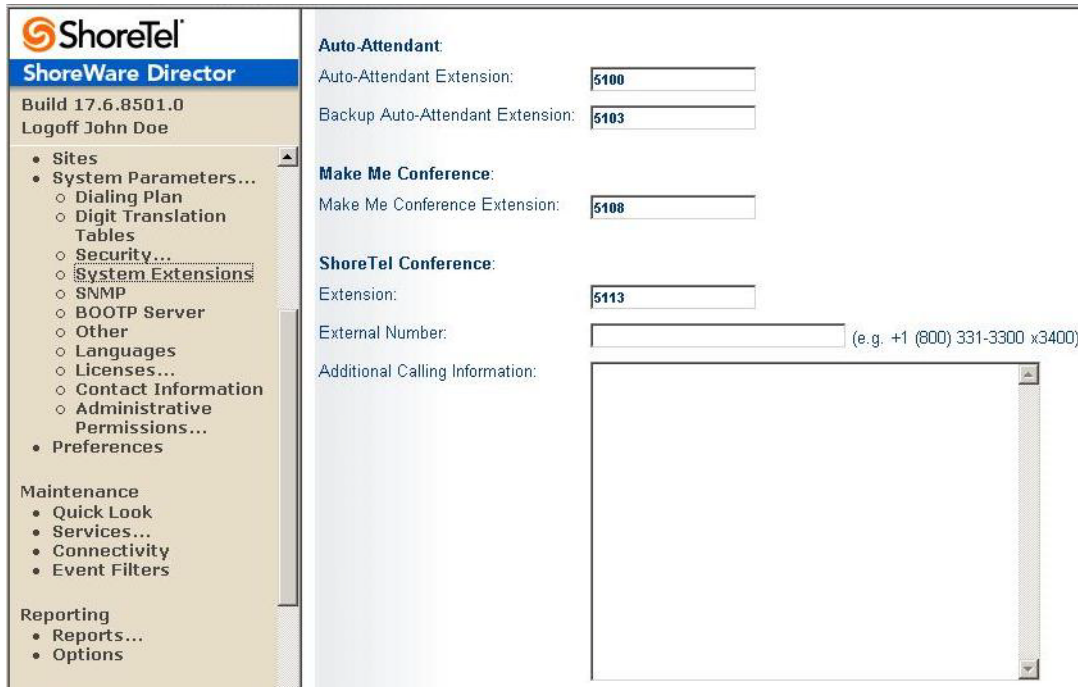 ShoreTel
ShoreWare Director
Build 17.6.8501.0
Logoff John Doe
• Sites
• System Parameters...
○ Dialing Plan
○ Digit Translation
Tables
○ Security...
○ System Extensions
○ SNMP
○ BOOTP Server
○ Other
○ Languages
○ Licenses...
○ Contact Information
○ Administrative
Permissions...
• Preferences
Maintenance
• Quick Look
• Services...
• Connectivity
• Event Filters
Reporting
• Reports...
• Options
Auto-Attendant:
Auto-Attendant Extension: 5100
Backup Auto-Attendant Extension: 5103
Make Me Conference:
Make Me Conference Extension: 5108
ShoreTel Conference:
Extension: 5113
External Number: (e.g. +1 (800) 331-3300 x3400)
Additional Calling Information: